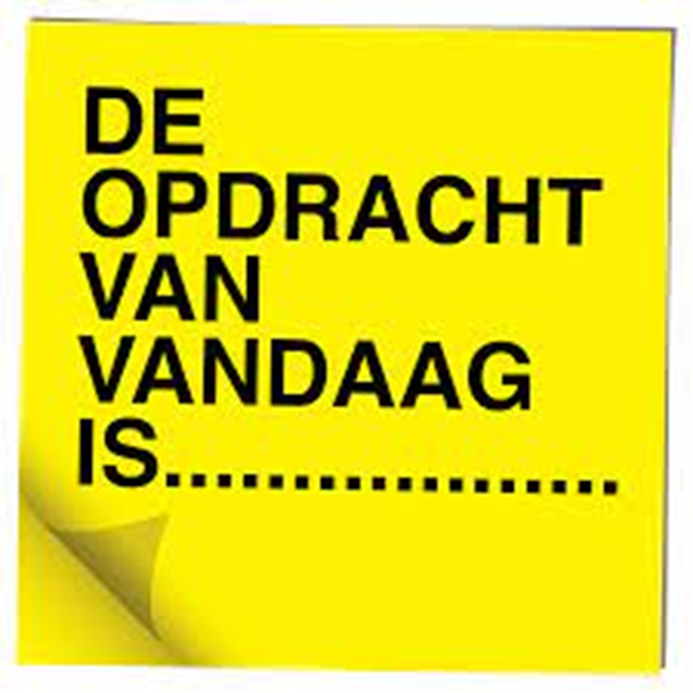 DE
OPDRACHT
VAN
VANDAAG
IS..................